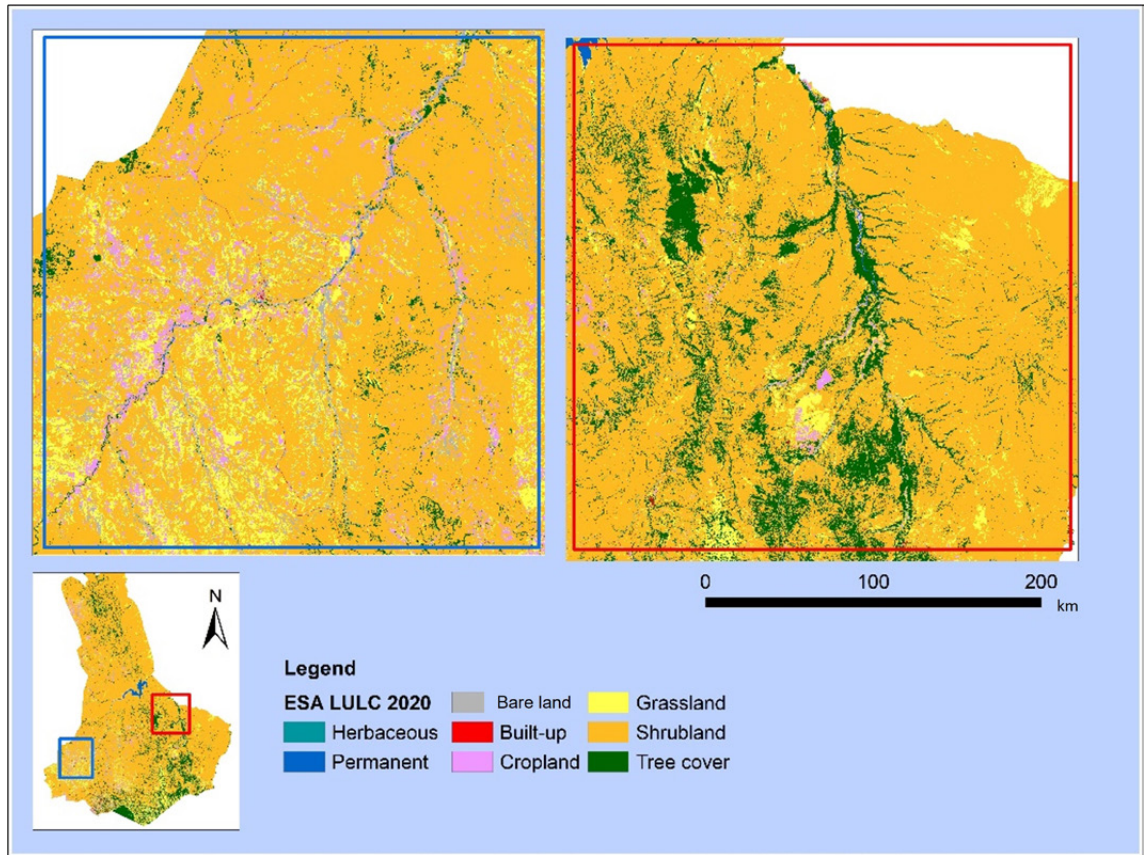 0 100 200
km
N
Legend
ESA LULC 2020
Bare land
Grassland
Herbaceous
Built-up
Shrubland
Permanent
Cropland
Tree cover